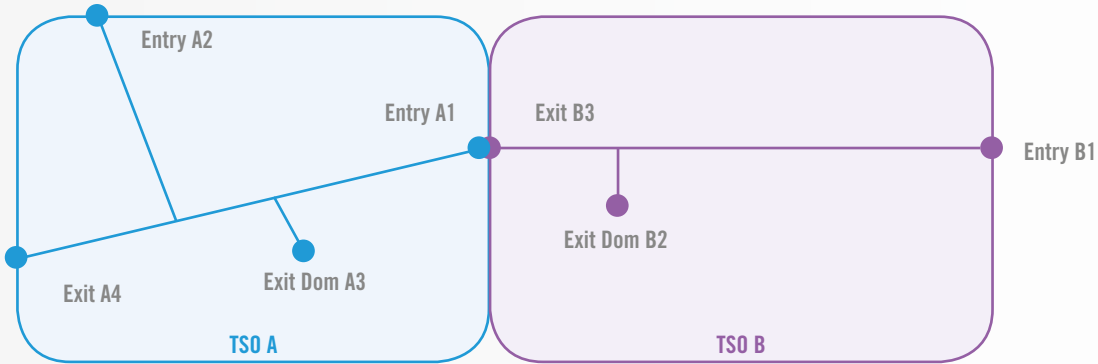 Entry A2
Entry A1
Exit B3
Entry B1
Exit Dom B2
Exit Dom A3
Exit A4
TSO A
TSO B